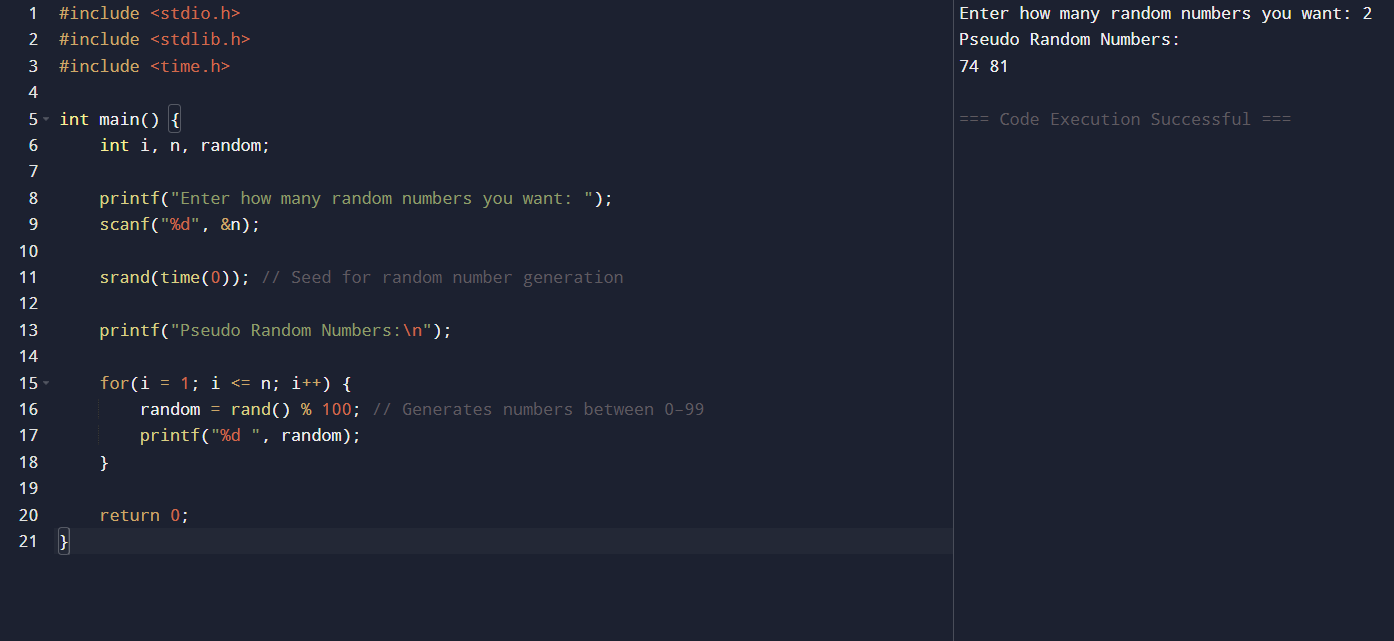 1 #include <stdio.h>
2 #include <stdlib.h>
3 #include <time.h>
4
5 int main() {
6     int i, n, random;
7
8     printf("Enter how many random numbers you want: ");
9     scanf("%d", &n);
10
11     srand(time(0)); // Seed for random number generation
12
13     printf("Pseudo Random Numbers:\n");
14
15     for(i = 1; i <= n; i++) {
16         random = rand() % 100; // Generates numbers between 0-99
17         printf("%d ", random);
18     }
19
20     return 0;
21 }
Enter how many random numbers you want: 2
Pseudo Random Numbers:
74 81
=== Code Execution Successful ===